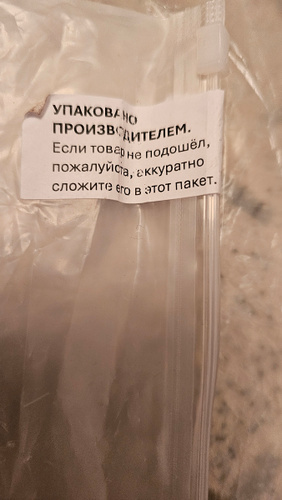 УПАКОВАНО
ПРОИЗВОДИТЕЛЕМ.
Если товар не подошёл,
пожалуйста, аккуратно
сложите его в этот пакет.